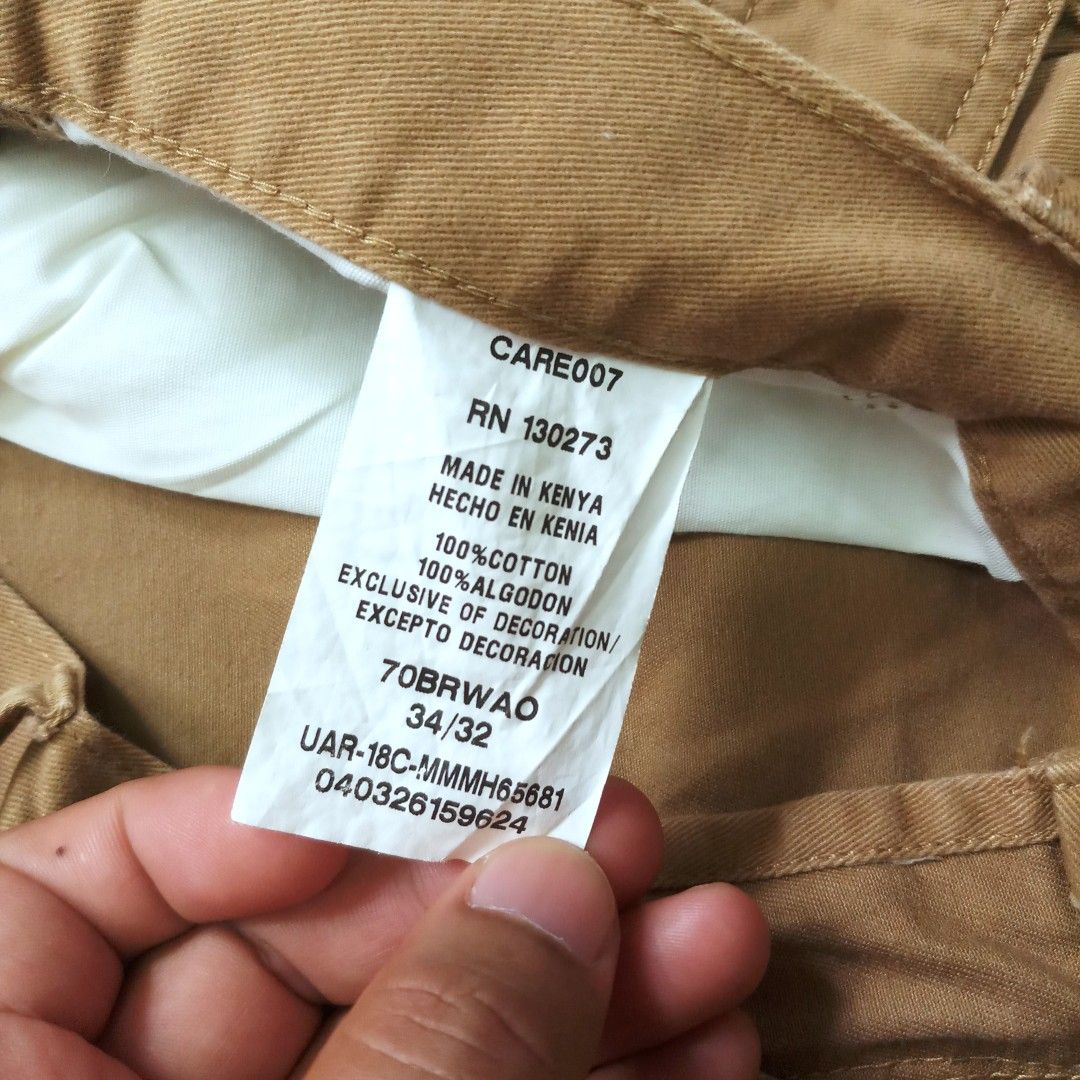 CARE007
RN 130273
MADE IN KENYA
HECHO EN KENIA
100%COTTON
100%ALGODON
EXCLUSIVE OF DECORATION/
EXCEPTO DECORACION
70BRWAO
34/32
UAR-18C-MMMH65681
040326159624